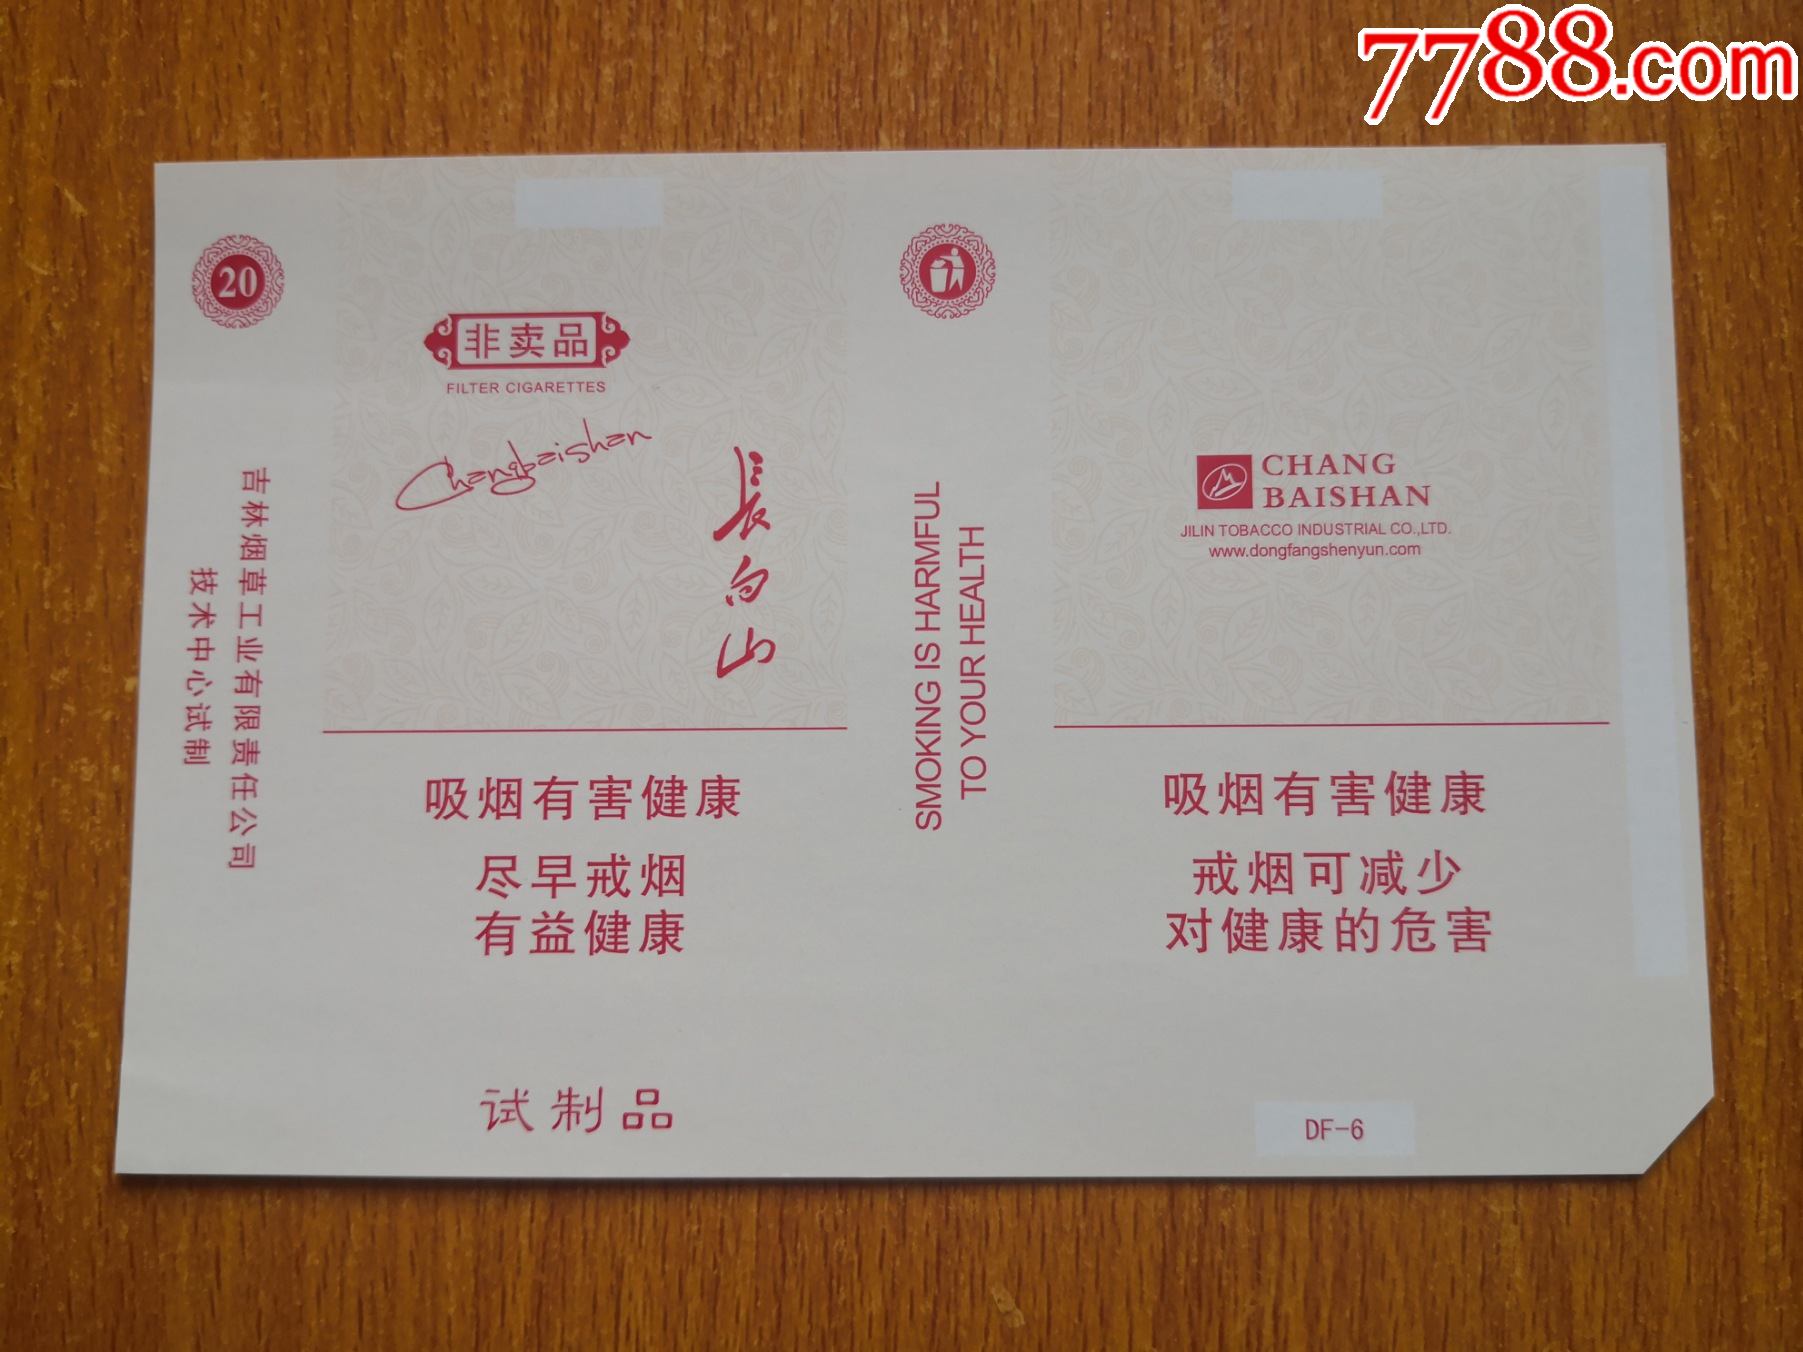 7788.com
20
吉林烟草工业有限责任公司
技术中心试制
非卖品
FILTER CIGARETTES
Changbaishan
長白山
吸烟有害健康
尽早戒烟
有益健康
试制品
SMOKING IS HARMFUL
TO YOUR HEALTH
CHANG
BAISHAN
JILIN TOBACCO INDUSTRIAL CO.,LTD.
www.dongfangshenyun.com
吸烟有害健康
戒烟可减少
对健康的危害
DF-6